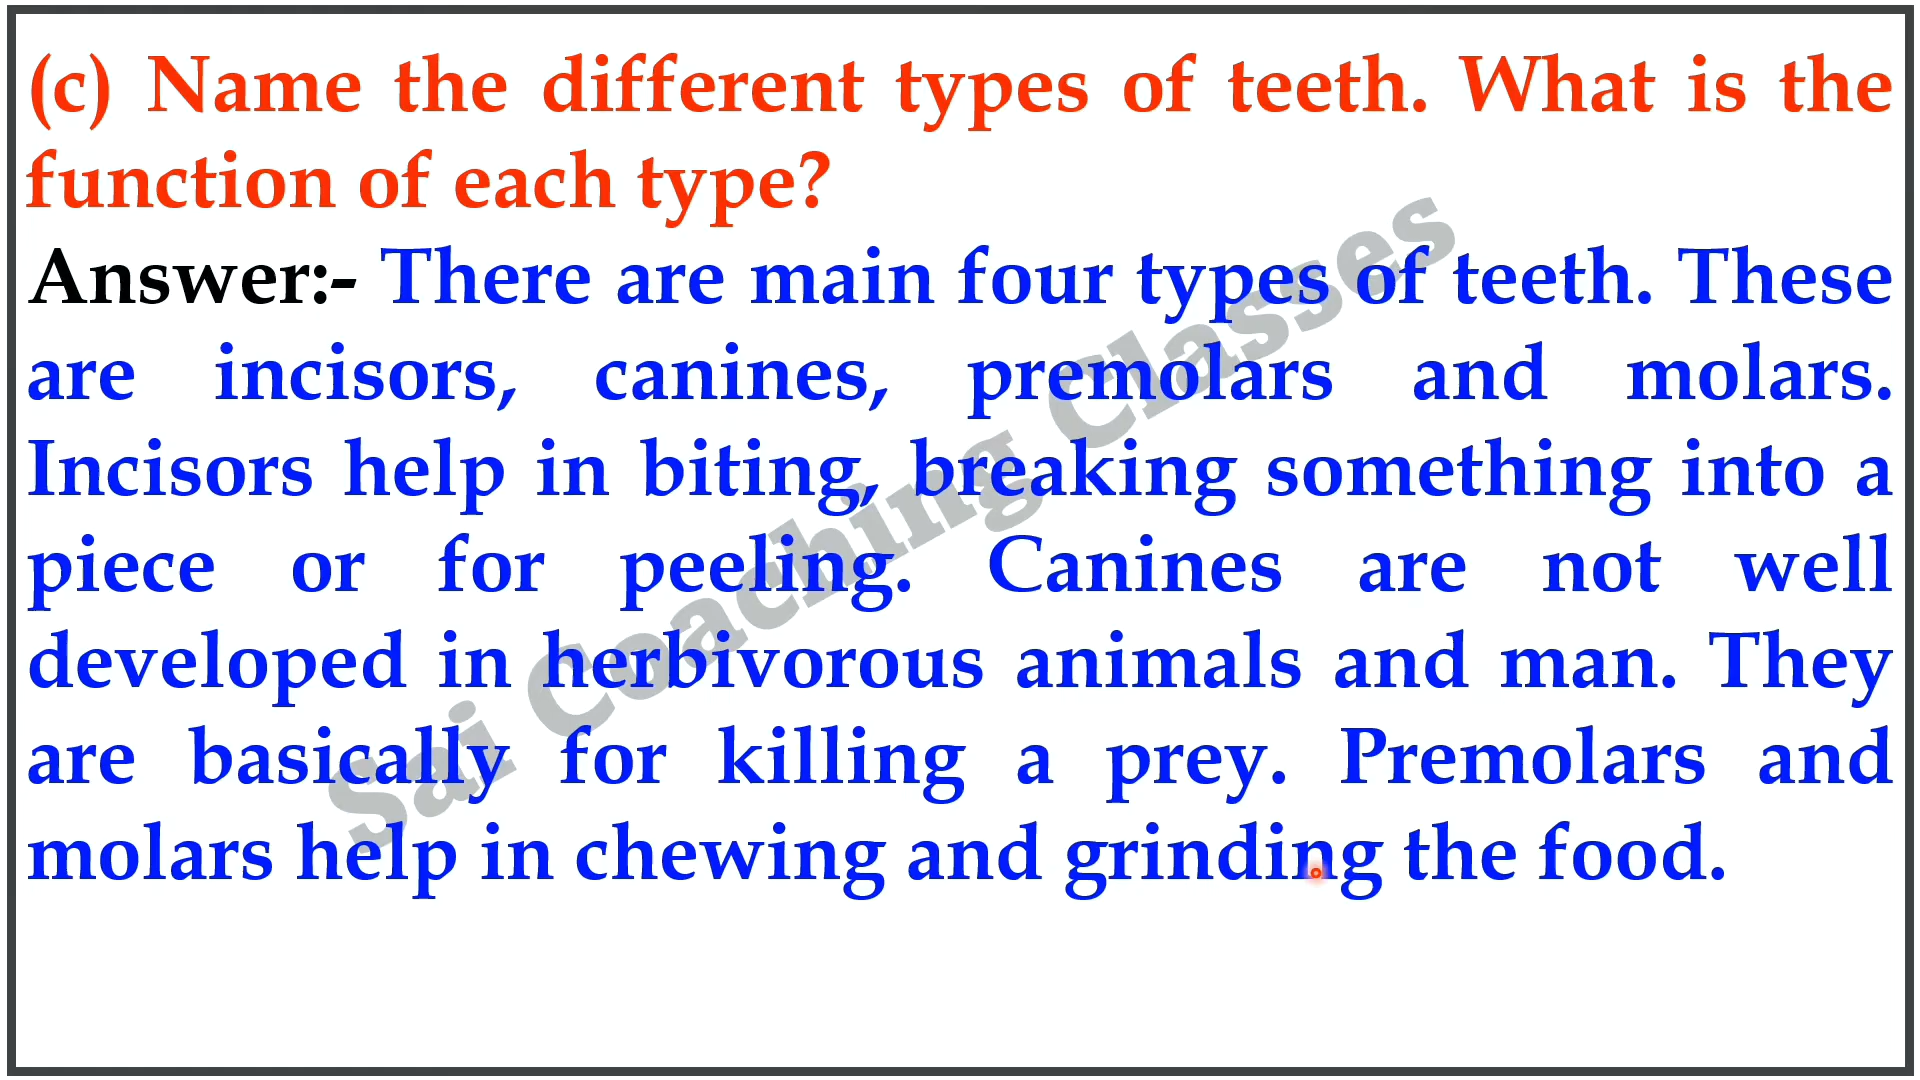 (c) Name the different types of teeth. What is the
function of each type?
Answer:- There are main four types of teeth. These
are incisors, canines, premolars and molars.
Incisors help in biting, breaking something into a
piece or for peeling. Canines are not well
developed in herbivorous animals and man. They
are basically for killing a prey. Premolars and
molars help in chewing and grinding the food.
Sai Coaching Classes